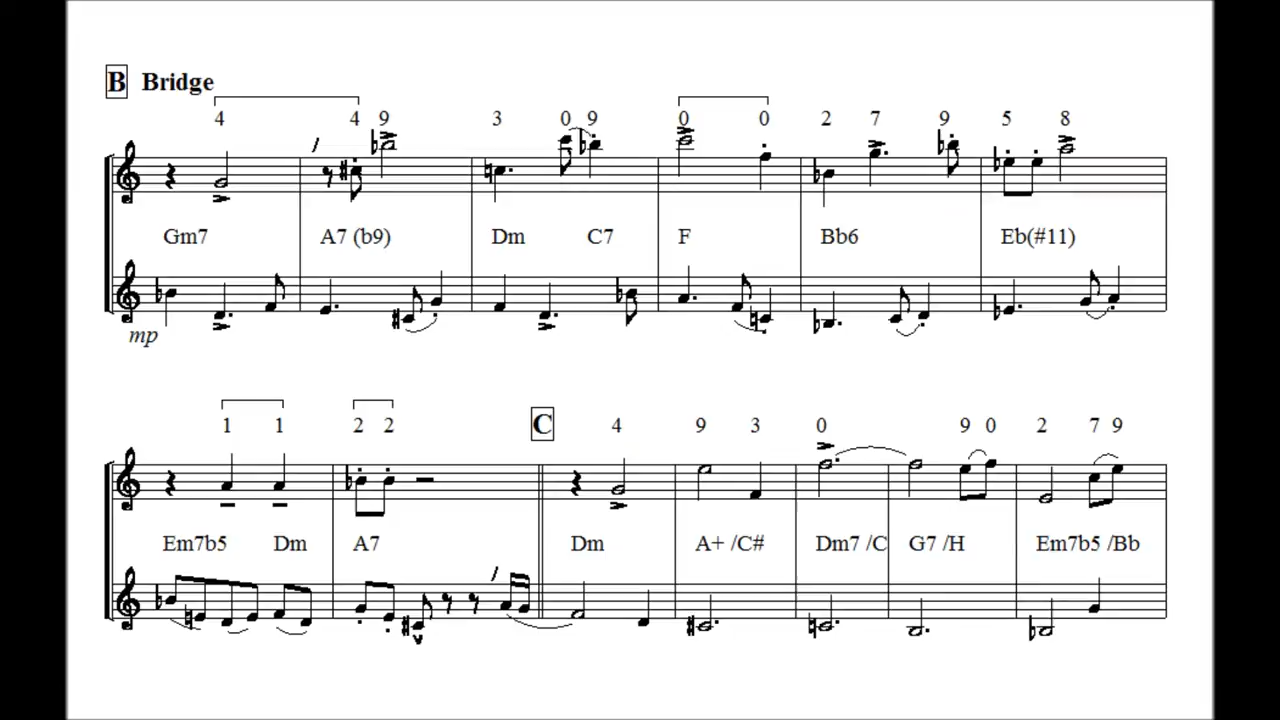 B Bridge
4 4 9 3 0 9 0 0 2 7 9 5 8
Gm7 A7 (b9) Dm C7 F Bb6 Eb(#11)
mp
1 1 2 2 C 4 9 3 0 9 0 2 7 9
Em7b5 Dm A7 Dm A+ /C# Dm7 /C G7 /H Em7b5 /Bb